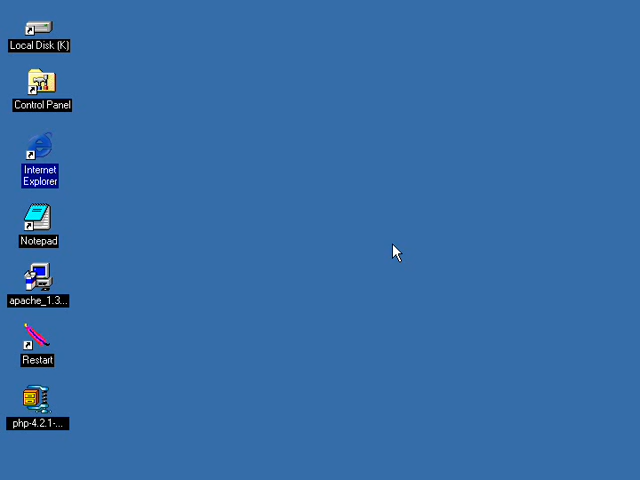 Local Disk (K)
Control Panel
Internet
Explorer
Notepad
apache_1.3...
Restart
php-4.2.1-...